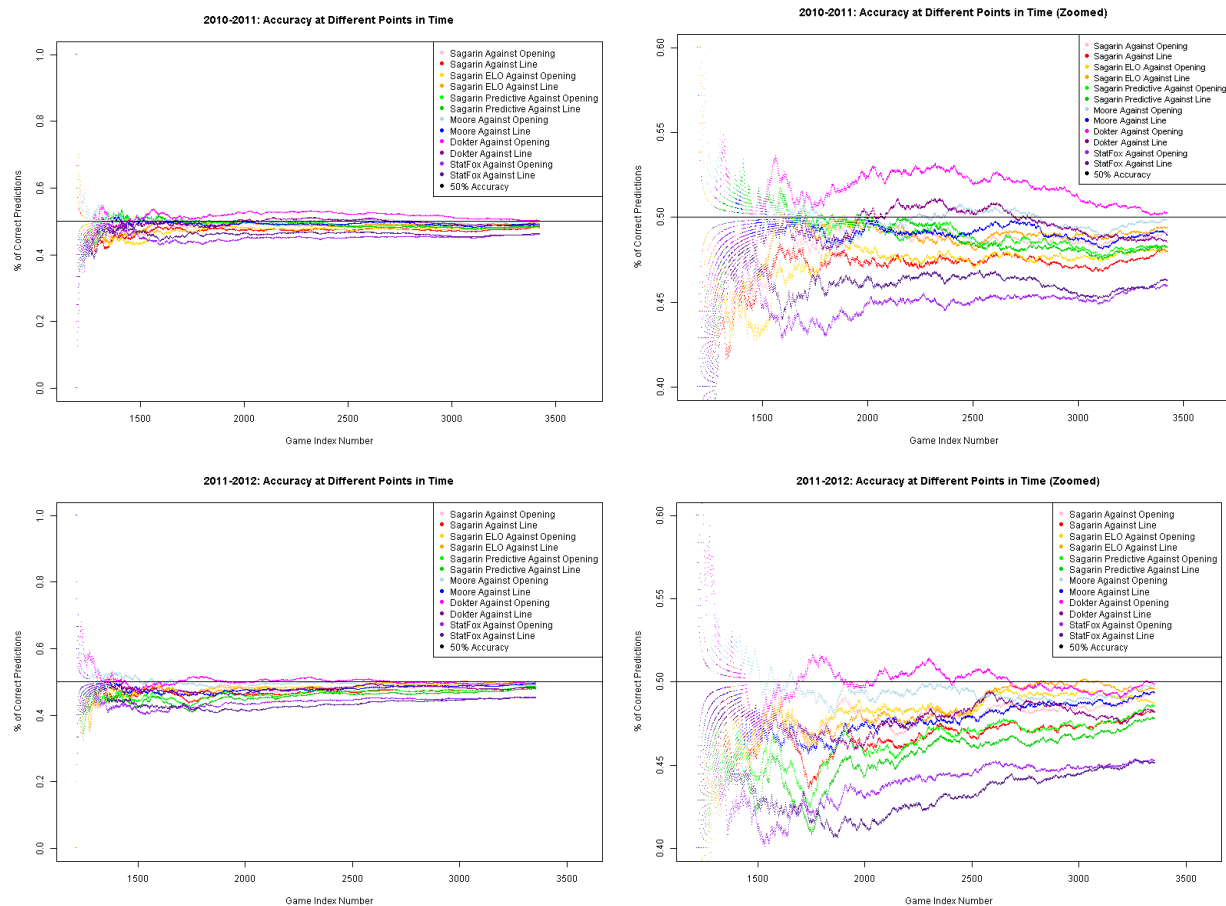 2010-2011: Accuracy at Different Points in Time
% of Correct Predictions
1.0
0.8
0.6
0.4
0.2
0.0
Sagarin Against Opening
Sagarin Against Line
Sagarin ELO Against Opening
Sagarin ELO Against Line
Sagarin Predictive Against Opening
Sagarin Predictive Against Line
Moore Against Opening
Moore Against Line
Dokter Against Opening
Dokter Against Line
StatFox Against Opening
StatFox Against Line
50% Accuracy
1500 2000 2500 3000 3500
Game Index Number
2010-2011: Accuracy at Different Points in Time (Zoomed)
% of Correct Predictions
0.60
0.55
0.50
0.45
0.40
Sagarin Against Opening
Sagarin Against Line
Sagarin ELO Against Opening
Sagarin ELO Against Line
Sagarin Predictive Against Opening
Sagarin Predictive Against Line
Moore Against Opening
Moore Against Line
Dokter Against Opening
Dokter Against Line
StatFox Against Opening
StatFox Against Line
50% Accuracy
1500 2000 2500 3000 3500
Game Index Number
2011-2012: Accuracy at Different Points in Time
% of Correct Predictions
1.0
0.8
0.6
0.4
0.2
0.0
Sagarin Against Opening
Sagarin Against Line
Sagarin ELO Against Opening
Sagarin ELO Against Line
Sagarin Predictive Against Opening
Sagarin Predictive Against Line
Moore Against Opening
Moore Against Line
Dokter Against Opening
Dokter Against Line
StatFox Against Opening
StatFox Against Line
50% Accuracy
1500 2000 2500 3000 3500
Game Index Number
2011-2012: Accuracy at Different Points in Time (Zoomed)
% of Correct Predictions
0.60
0.55
0.50
0.45
0.40
Sagarin Against Opening
Sagarin Against Line
Sagarin ELO Against Opening
Sagarin ELO Against Line
Sagarin Predictive Against Opening
Sagarin Predictive Against Line
Moore Against Opening
Moore Against Line
Dokter Against Opening
Dokter Against Line
StatFox Against Opening
StatFox Against Line
50% Accuracy
1500 2000 2500 3000 3500
Game Index Number